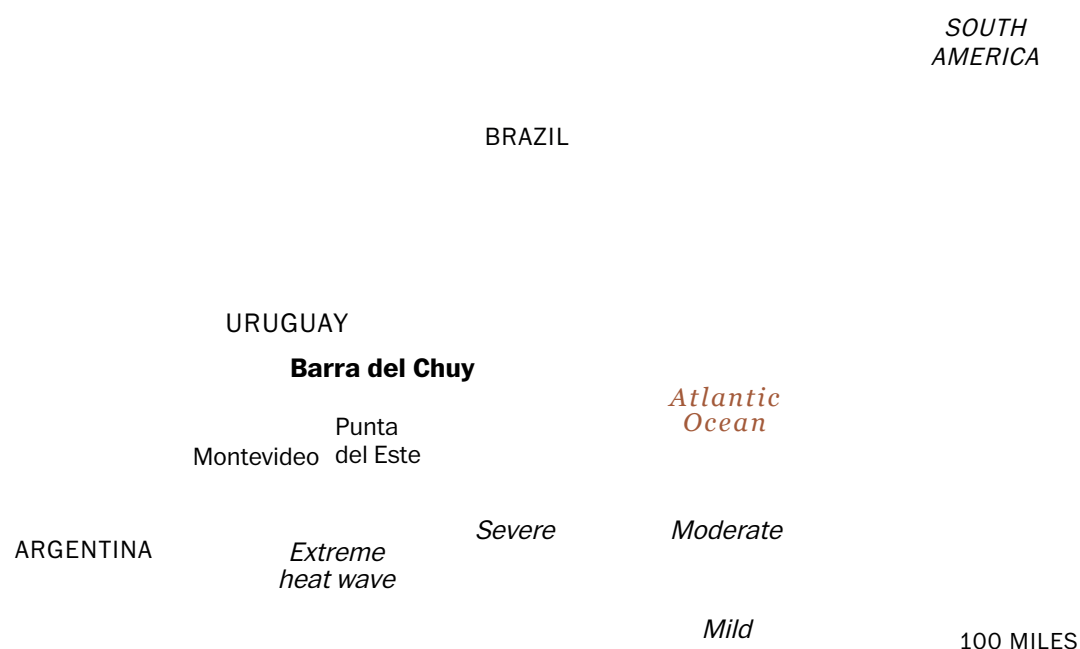 SOUTH
AMERICA
BRAZIL
URUGUAY
Barra del Chuy
Atlantic
Ocean
Punta
del Este
Montevideo
Severe
Moderate
ARGENTINA
Extreme
heat wave
Mild
100 MILES